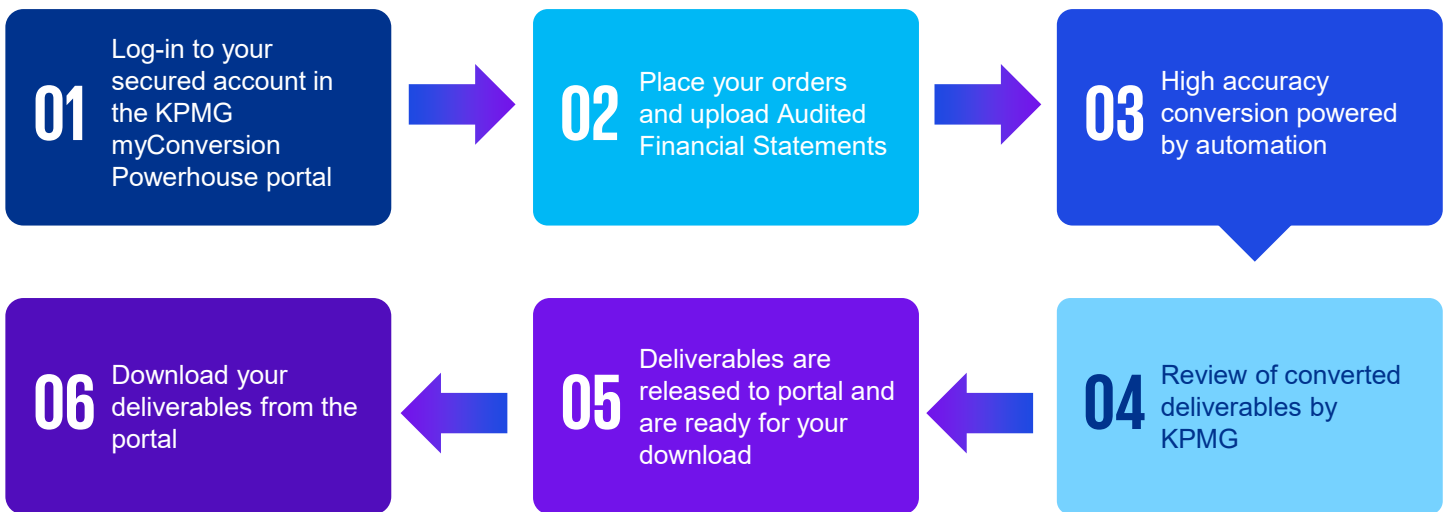 01
Log-in to your
secured account in
the KPMG
myConversion
Powerhouse portal
02
Place your orders
and upload Audited
Financial Statements
03
High accuracy
conversion powered
by automation
04
Review of converted
deliverables by
KPMG
05
Deliverables are
released to portal and
are ready for your
download
06
Download your
deliverables from the
portal